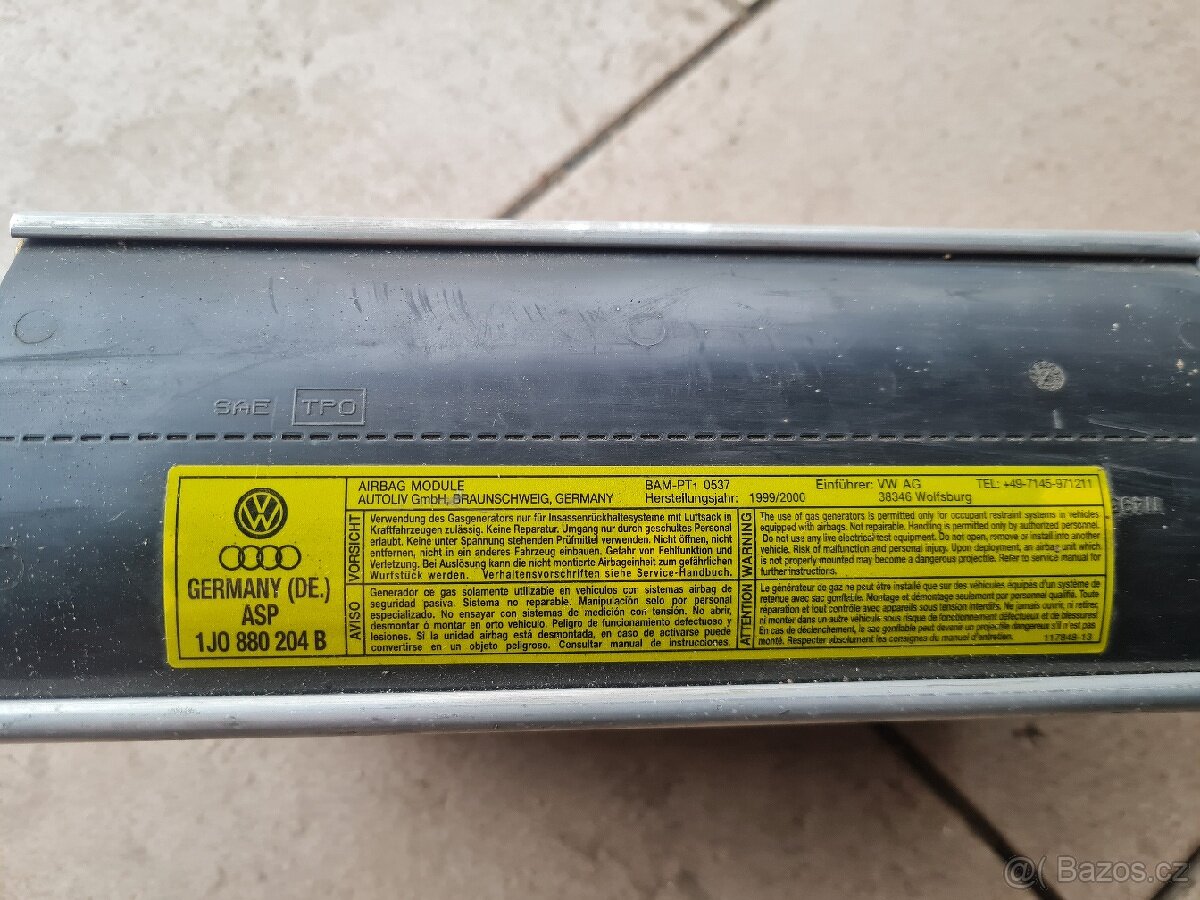 SAE TPO
AIRBAG MODULE
AUTOLIV GmbH, BRAUNSCHWEIG, GERMANY
BAM-PT1 0537
Herstellungsjahr: 1999/2000
Einführer: VW AG
38346 Wolfsburg
TEL: +49-7145-971211
GERMANY (DE.)
ASP
1J0 880 204 B
VORSICHT
Verwendung des Gasgenerators nur für Insassenrückhaltesysteme mit Luftsack in
Kraftfahrzeugen zulässig. Keine Reparatur. Umgang nur durch geschultes Personal
erlaubt. Keine unter Spannung stehenden Prüfmittel verwenden. Nicht öffnen, nicht
entfernen, nicht in ein anderes Fahrzeug einbauen. Gefahr von Fehlfunktion und
Verletzung. Bei Auslösung kann die nicht montierte Airbageinheit zum gefährlichen
Wurfstück werden. Verhaltensvorschriften siehe Service-Handbuch.
WARNING
The use of gas generators is permitted only for occupant restraint systems in vehicles
equipped with airbags. Not repairable. Handling is permitted only by authorized personnel.
Do not use any live electrical test equipment. Do not open, remove or install into another
vehicle. Risk of malfunction and personal injury. Upon deployment, an airbag unit which
is not properly mounted may become a dangerous projectile. Refer to service manual for
further instructions.
AVISO
Generador ce gas solamente utilizable en vehículos con sistemas airbag de
seguridad pasiva. Sistema no reparable. Manipulación solo por personal
especializado. No ensayar con sistemas de medición con tensión. No abrir,
desmontar ó montar en orto vehículo. Peligro de funcionamiento defectuoso y
lesiones. Si la unidad airbag está desmontada, en caso de activarse puede
convertirse en un objeto peligroso. Consultar manual de instrucciones.
ATTENTION
Le générateur de gaz ne peut être installé que sur des véhicules équipés d'un système de
retenue avec sac gonflable. Montage et démontage seulement par personnel qualifié. Toute
réparation et tout contrôle avec appareils sous tension interdits. Ne jamais ouvrir, ni retirer,
ni monter dans un autre véhicule sous risque de fonctionnement défectueux et de blessures
En cas de déclenchement, le sac gonflable peut devenir un projectile dangereux s'il n'est pas
monté. Respecter absolument les consignes du manuel d'entretien.
117948-13
@( Bazos.cz